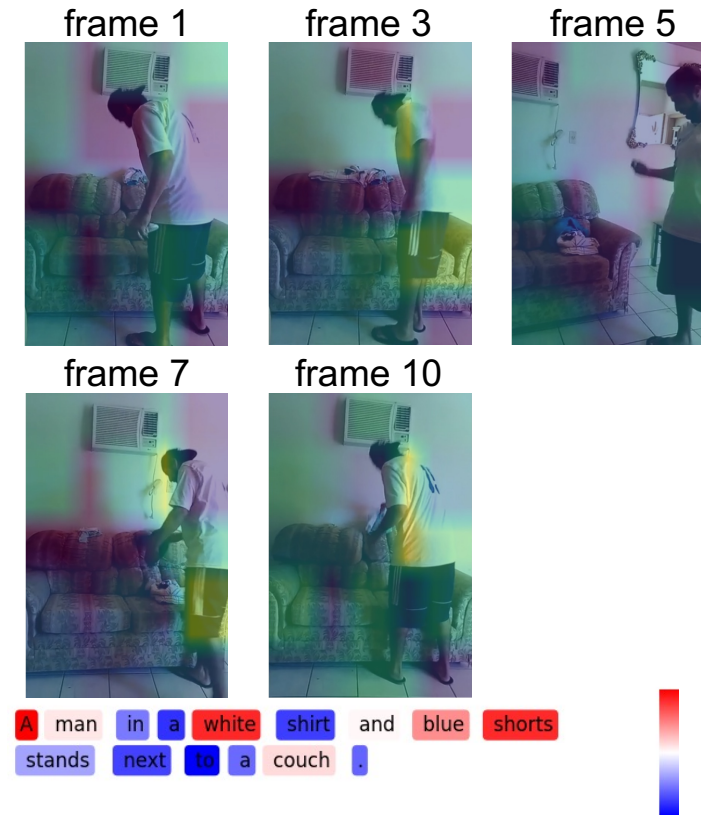 frame 1 frame 3 frame 5
frame 7 frame 10
A man in a white shirt and blue shorts
stands next to a couch .